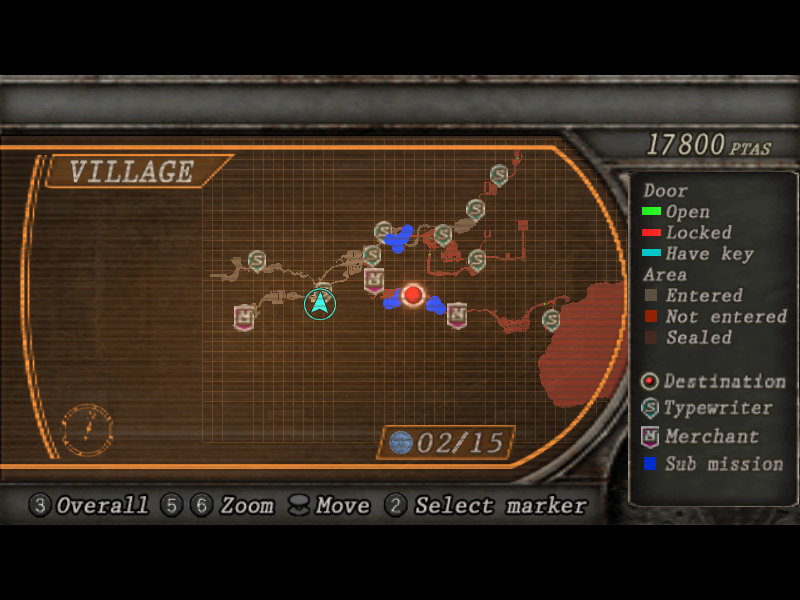 17800 PTAS
VILLAGE
Door
Open
Locked
Have key
Area
Entered
Not entered
Sealed
Destination
S Typewriter
M Merchant
Sub mission
02/15
3 Overall 5 6 Zoom Move 2 Select marker